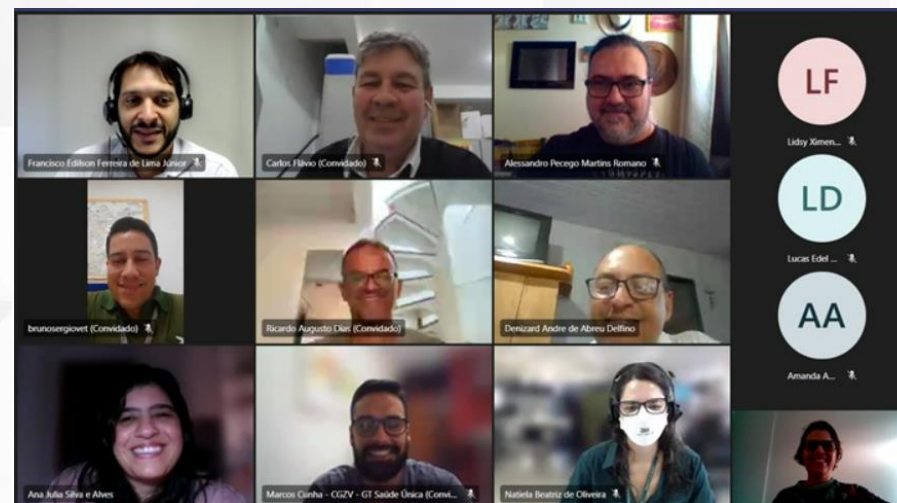 Francisco Edilson Ferreira de Lima Júnior
Carlos Flávio (Convidado)
Alessandro Pecego Martins Romano
LF
Lidsy Ximen...
brunosergiovet (Convidado)
Ricardo Augusto Dias (Convidado)
Denizard Andre de Abreu Delfino
LD
Lucas Edel ...
AA
Amanda A...
Ana Julia Silva e Alves
Marcos Cunha - CGZV - GT Saúde Única (Convi...
Natiela Beatriz de Oliveira